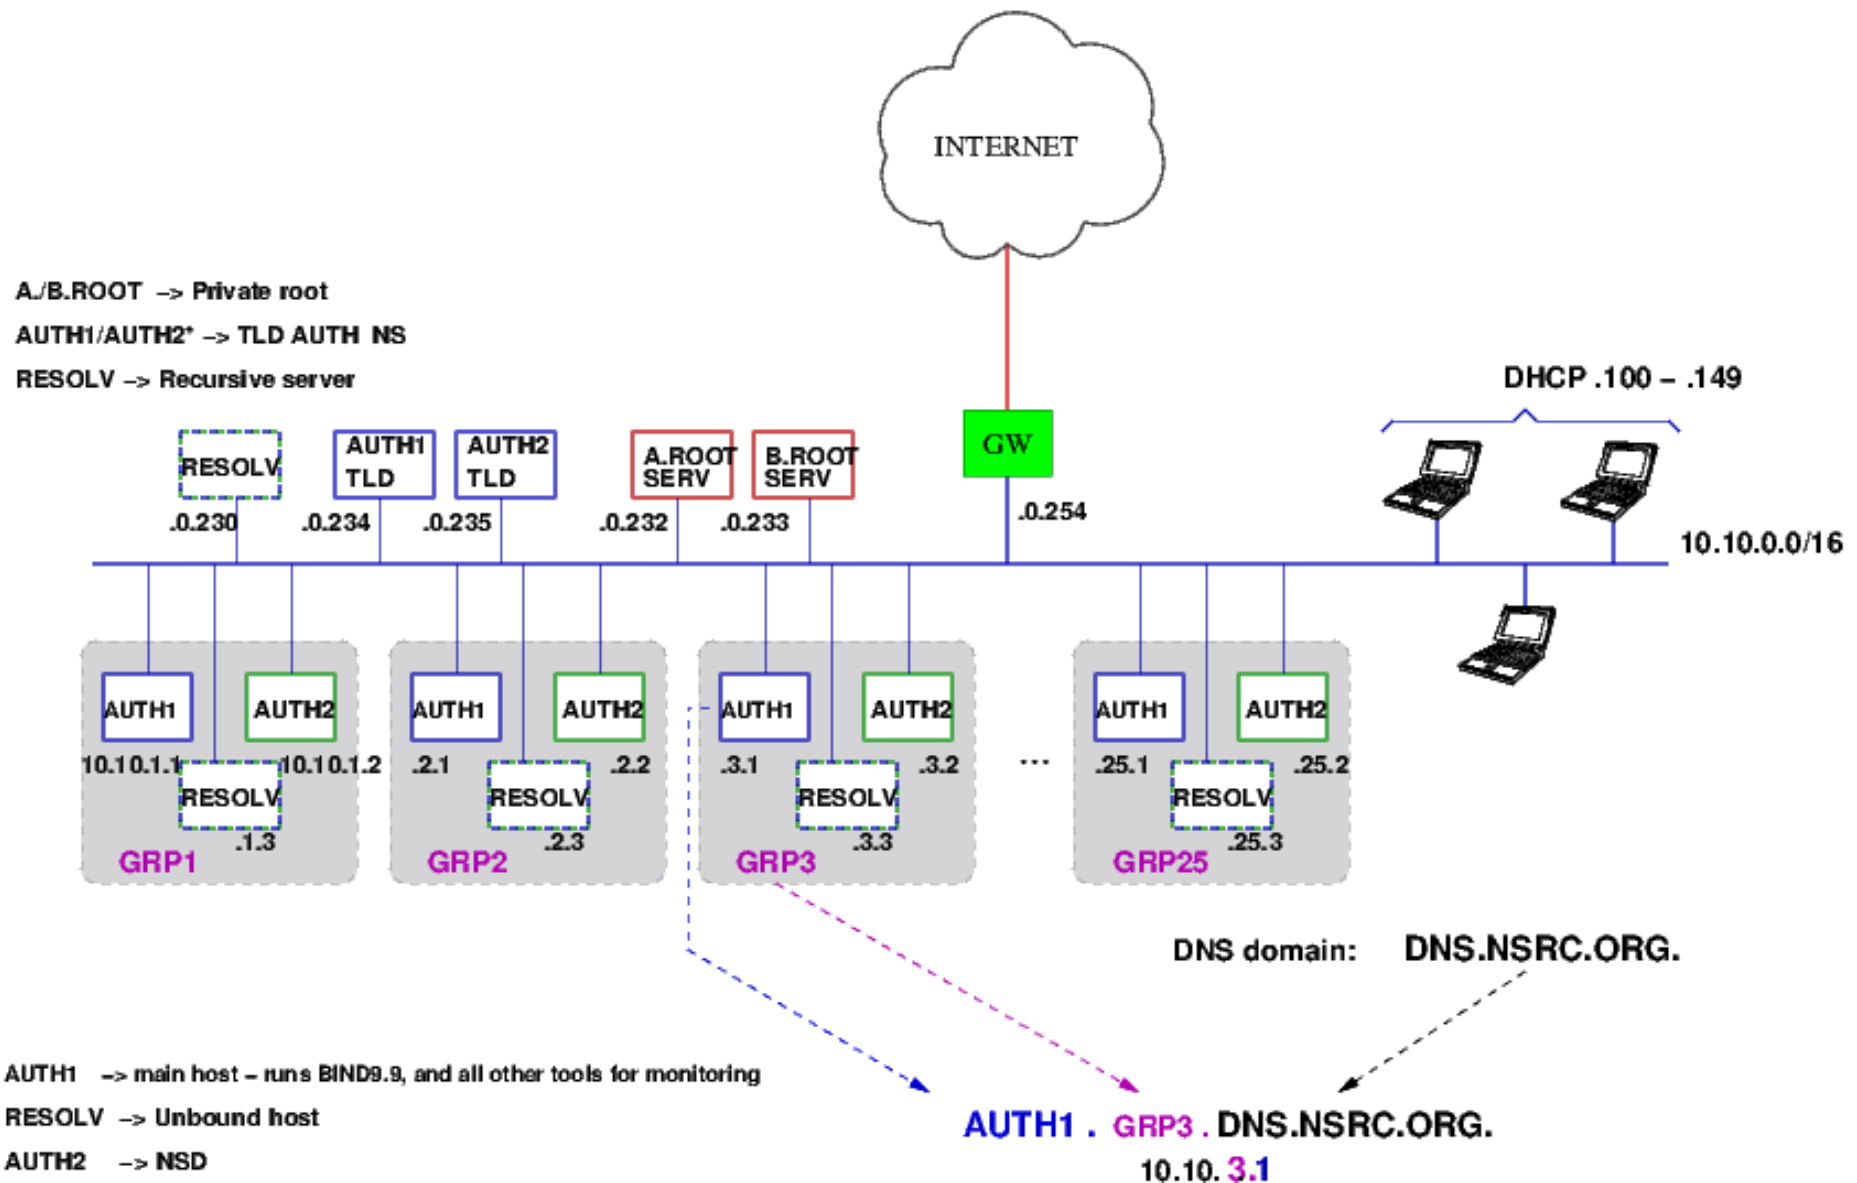 INTERNET
A./B.ROOT -> Private root
AUTH1/AUTH2* -> TLD AUTH NS
RESOLV -> Recursive server
DHCP .100 - .149
RESOLV
AUTH1
TLD
AUTH2
TLD
A.ROOT
SERV
B.ROOT
SERV
GW
.0.230
.0.234
.0.235
.0.232
.0.233
.0.254
10.10.0.0/16
AUTH1
AUTH2
10.10.1.1
10.10.1.2
RESOLV
.1.3
GRP1
AUTH1
AUTH2
.2.1
.2.2
RESOLV
.2.3
GRP2
AUTH1
AUTH2
.3.1
.3.2
RESOLV
.3.3
GRP3
...
AUTH1
AUTH2
.25.1
.25.2
RESOLV
.25.3
GRP25
DNS domain: DNS.NSRC.ORG.
AUTH1 -> main host - runs BIND9.9, and all other tools for monitoring
RESOLV -> Unbound host
AUTH2 -> NSD
AUTH1 . GRP3 . DNS.NSRC.ORG.
10.10. 3.1